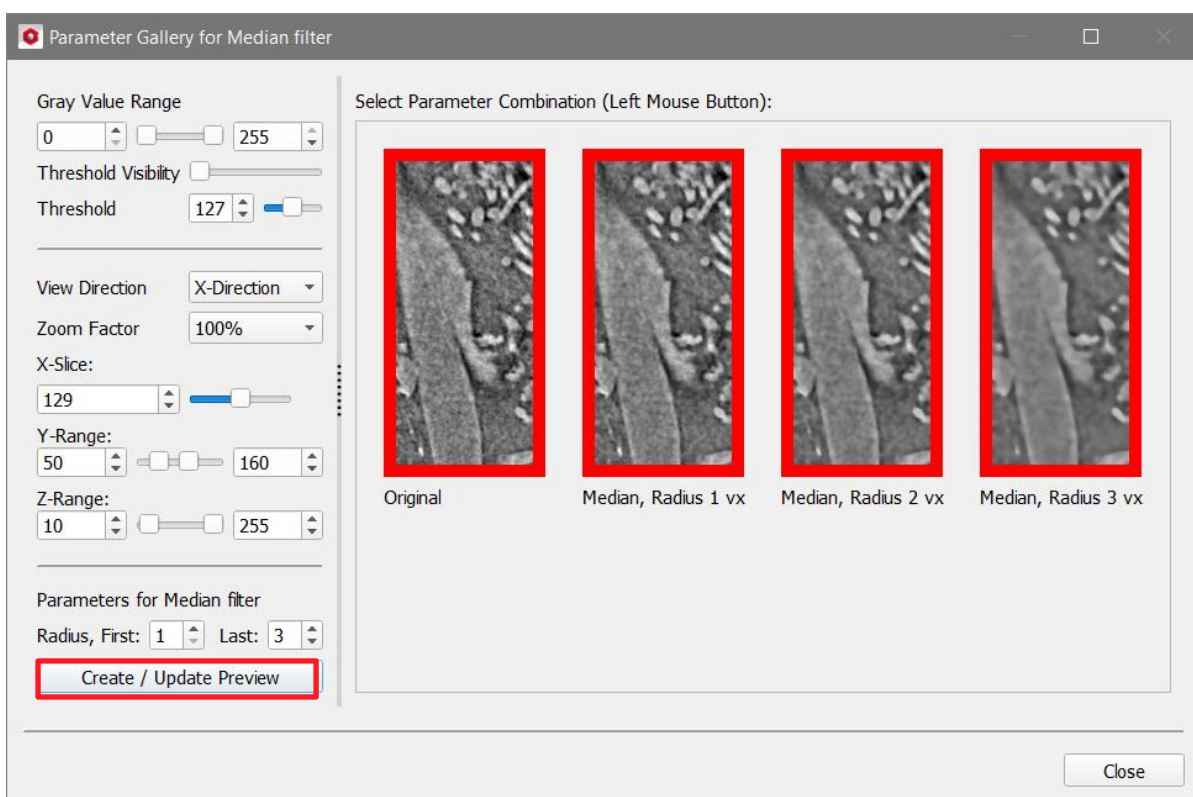 Parameter Gallery for Median filter
Gray Value Range
0 255
Threshold Visibility
Threshold 127
View Direction X-Direction
Zoom Factor 100%
X-Slice:
129
Y-Range:
50 160
Z-Range:
10 255
Parameters for Median filter
Radius, First: 1 Last: 3
Create / Update Preview
Select Parameter Combination (Left Mouse Button):
Original Median, Radius 1 vx Median, Radius 2 vx Median, Radius 3 vx
Close